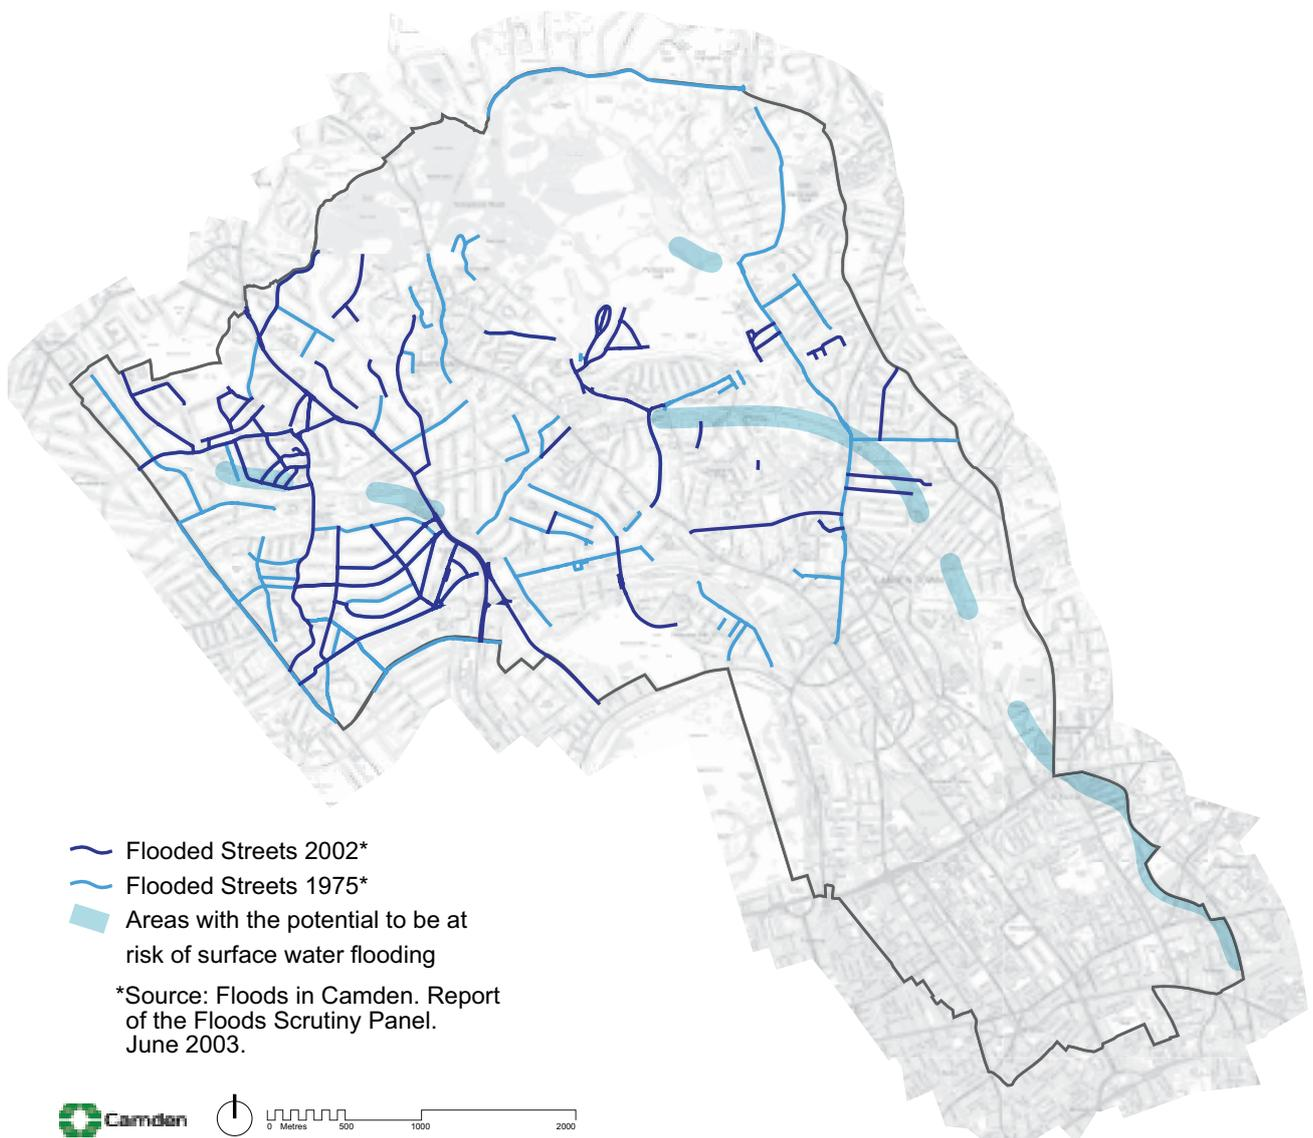 Flooded Streets 2002*
Flooded Streets 1975*
Areas with the potential to be at
risk of surface water flooding
*Source: Floods in Camden. Report
of the Floods Scrutiny Panel.
June 2003.
Camden
0 Metres 500 1000 2000